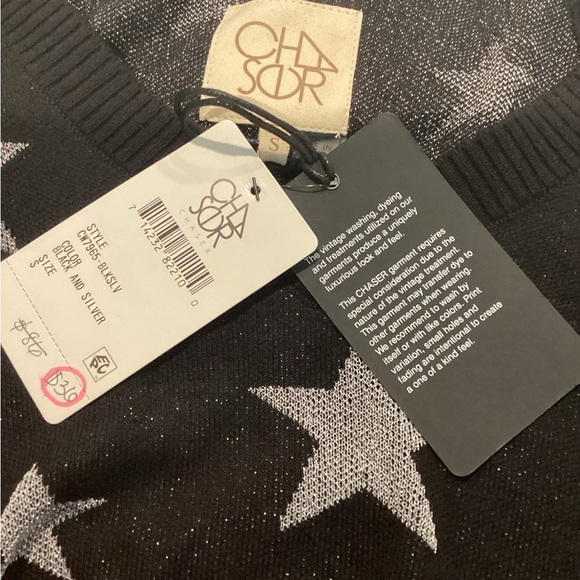 CHA
SER
S
CHA
SER
CHASER
7 14232 82210 0
STYLE
CW7965-BLKSLV
COLOR
BLACK AND SILVER
SIZE
S
$86
B36
The vintage washing, dyeing
and treatments utilized on our
garments produce a uniquely
luxurious look and feel.
This CHASER garment requires
special consideration due to the
nature of the vintage treatment.
This garment may transfer dye to
other garments when wearing.
We recommend to wash by
itself or with like colors. Print
variation, small holes and
fading are intentional to create
a one of a kind feel.